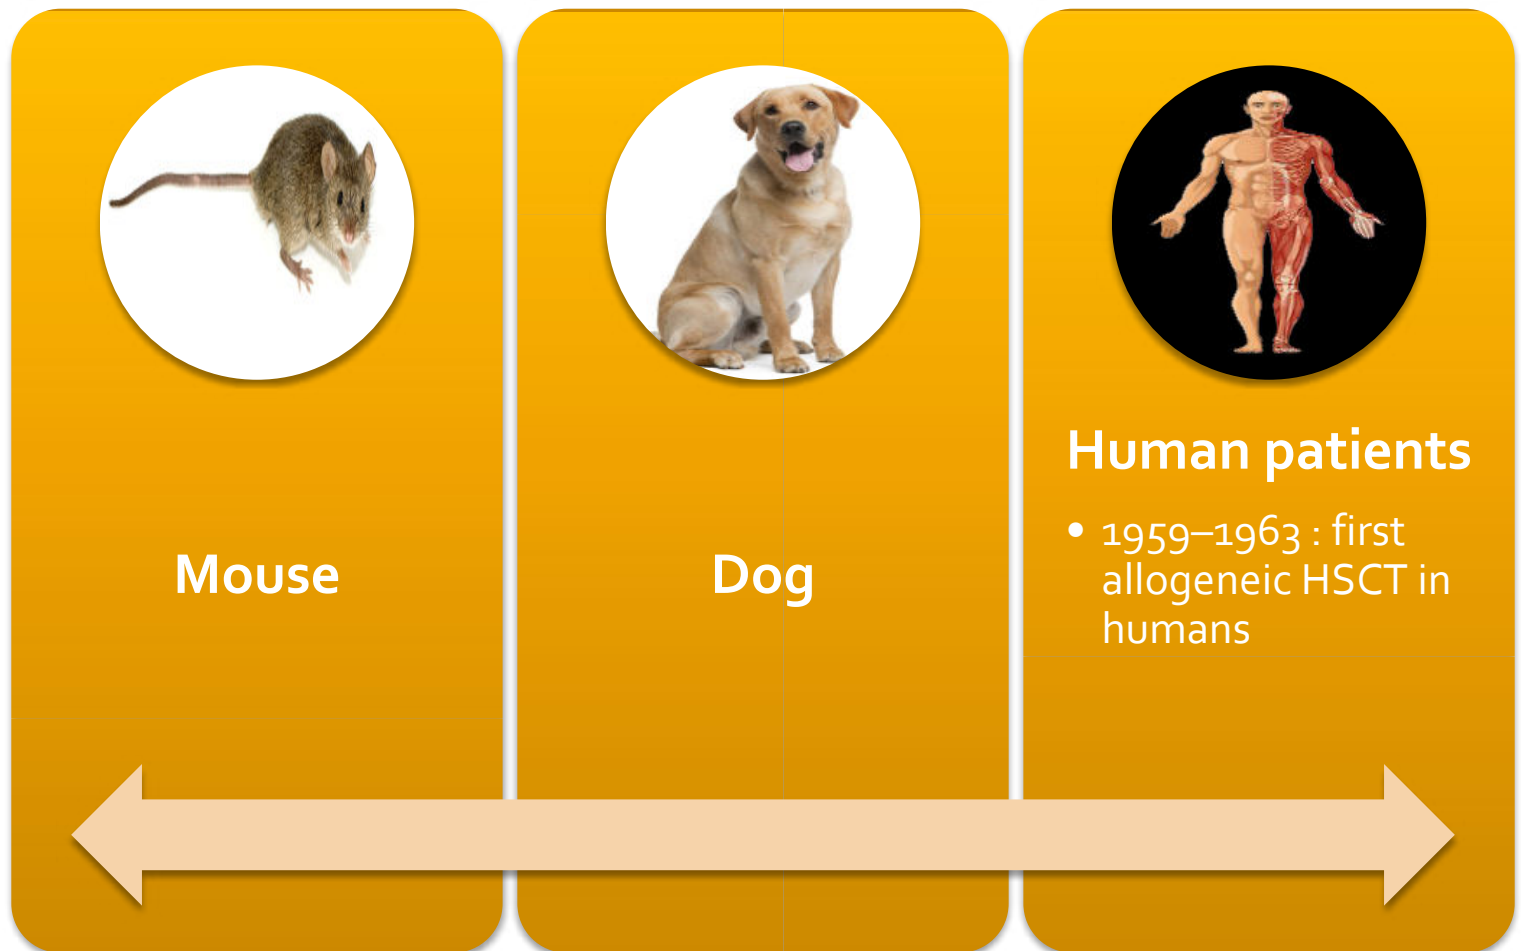 Mouse
Dog
Human patients
• 1959–1963 : first
allogeneic HSCT in
humans